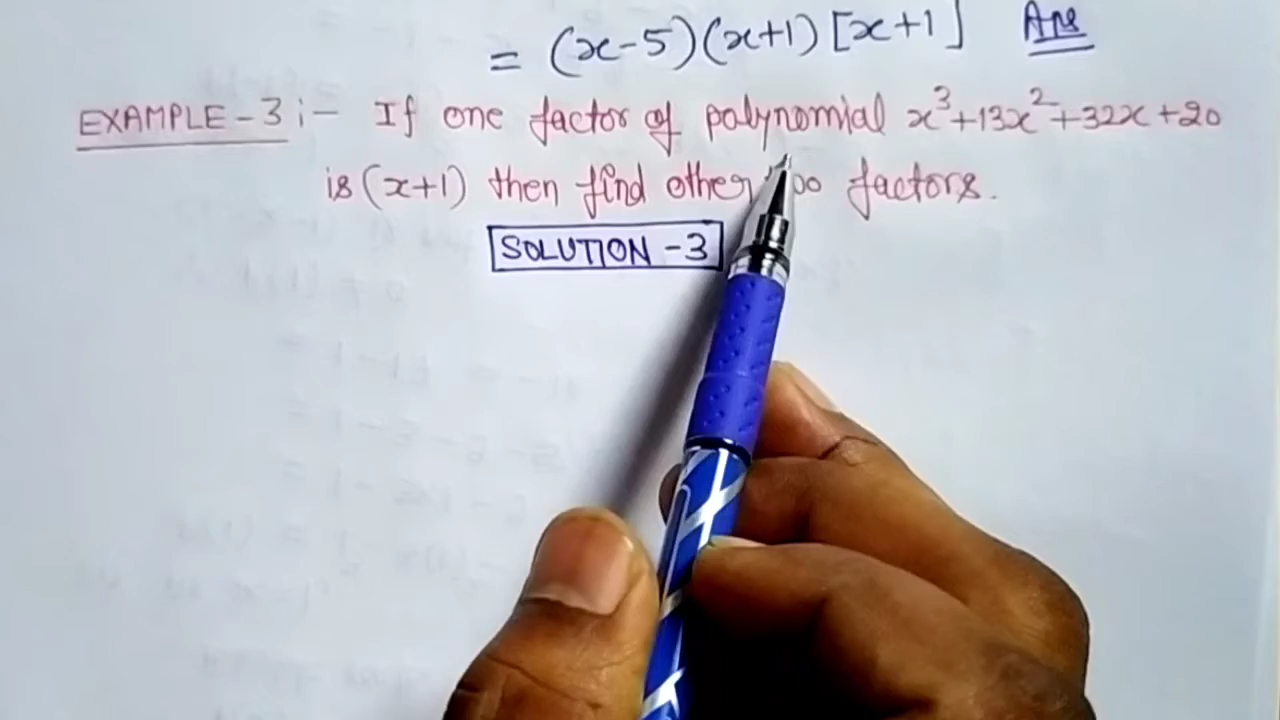 = (x-5)(x+1)[x+1] Ans
EXAMPLE-3:- If one factor of polynomial x³+13x²+32x+20
is (x+1) then find other factors.
SOLUTION-3